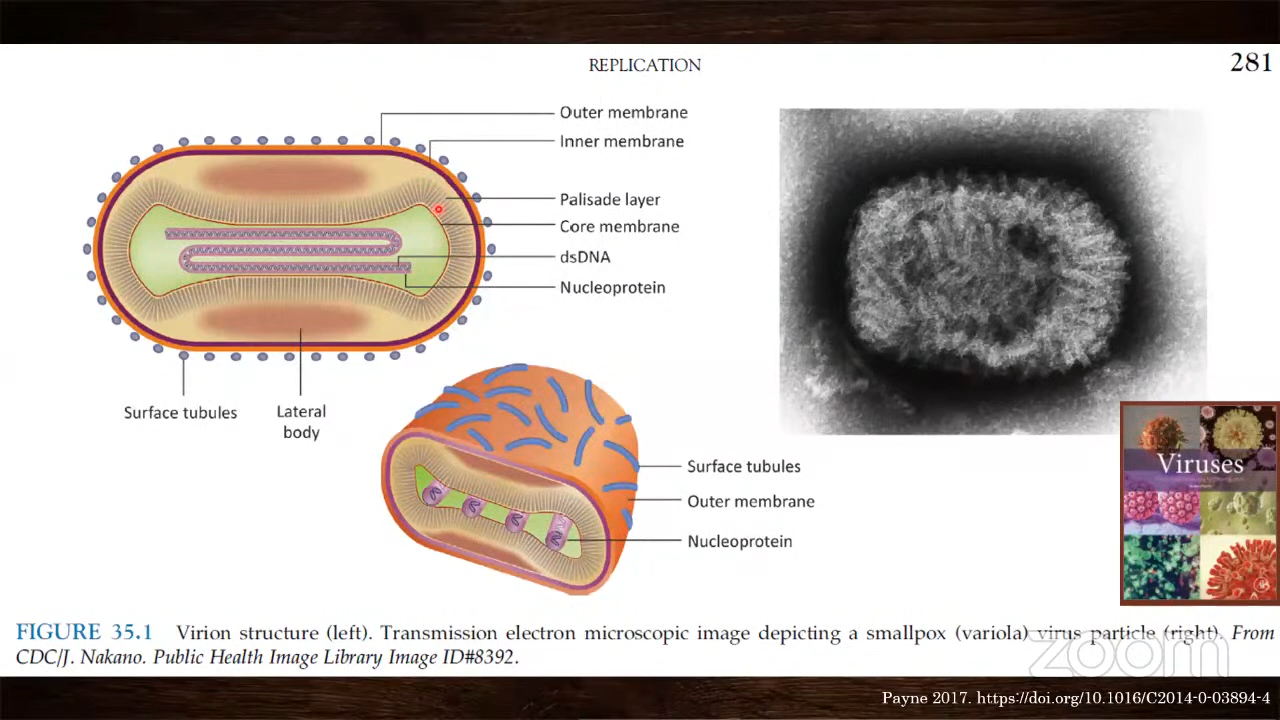 REPLICATION
281
Outer membrane
Inner membrane
Palisade layer
Core membrane
dsDNA
Nucleoprotein
Surface tubules
Lateral
body
Surface tubules
Outer membrane
Nucleoprotein
Viruses
FIGURE 35.1 Virion structure (left). Transmission electron microscopic image depicting a smallpox (variola) virus particle (right). From
CDC/J. Nakano. Public Health Image Library Image ID#8392.
zoom
Payne 2017. https://doi.org/10.1016/C2014-0-03894-4